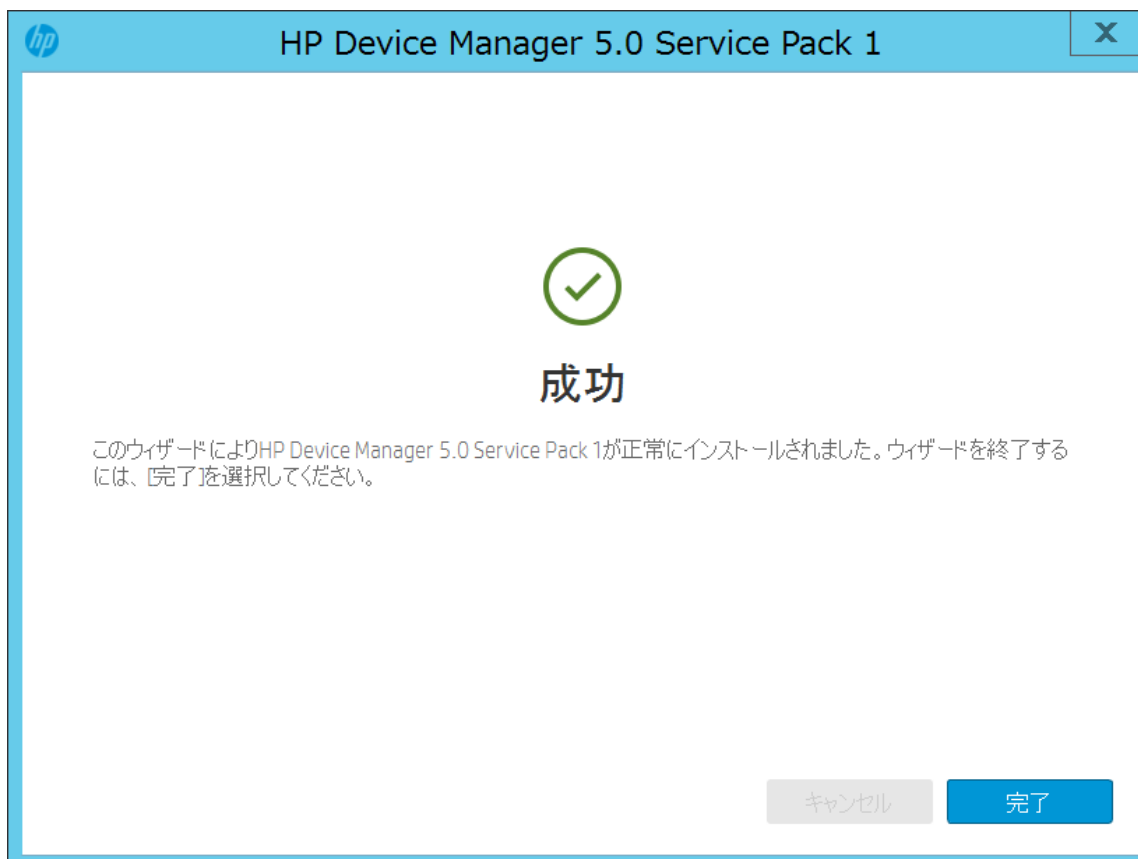 hp
HP Device Manager 5.0 Service Pack 1
X
成功
このウィザードによりHP Device Manager 5.0 Service Pack 1が正常にインストールされました。ウィザードを終了する
には、[完了]を選択してください。
キャンセル
完了